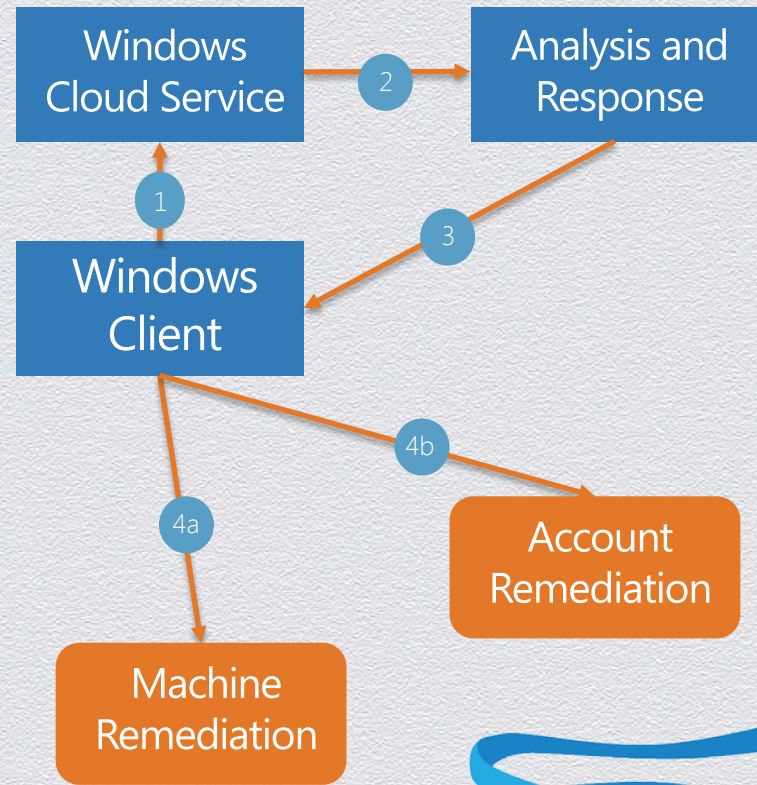 Windows
Cloud Service
2
Analysis and
Response
1
3
Windows
Client
4b
4a
Account
Remediation
Machine
Remediation